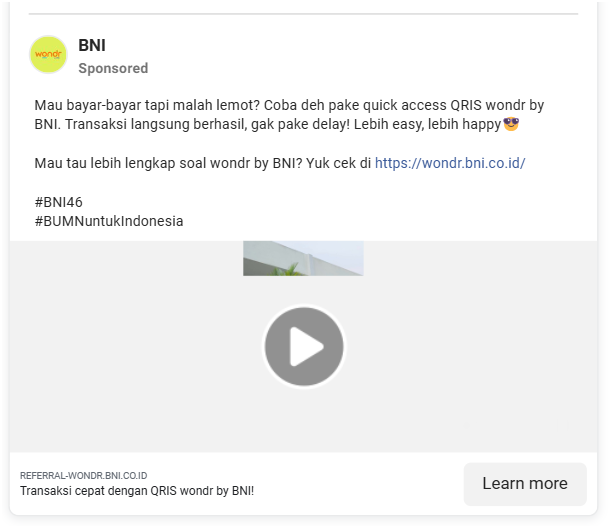 wondr
BNI
Sponsored
Mau bayar-bayar tapi malah lemot? Coba deh pake quick access QRIS wondr by
BNI. Transaksi langsung berhasil, gak pake delay! Lebih easy, lebih happy😎
Mau tau lebih lengkap soal wondr by BNI? Yuk cek di https://wondr.bni.co.id/
#BNI46
#BUMNuntukIndonesia
REFERRAL-WONDR.BNI.CO.ID
Transaksi cepat dengan QRIS wondr by BNI!
Learn more